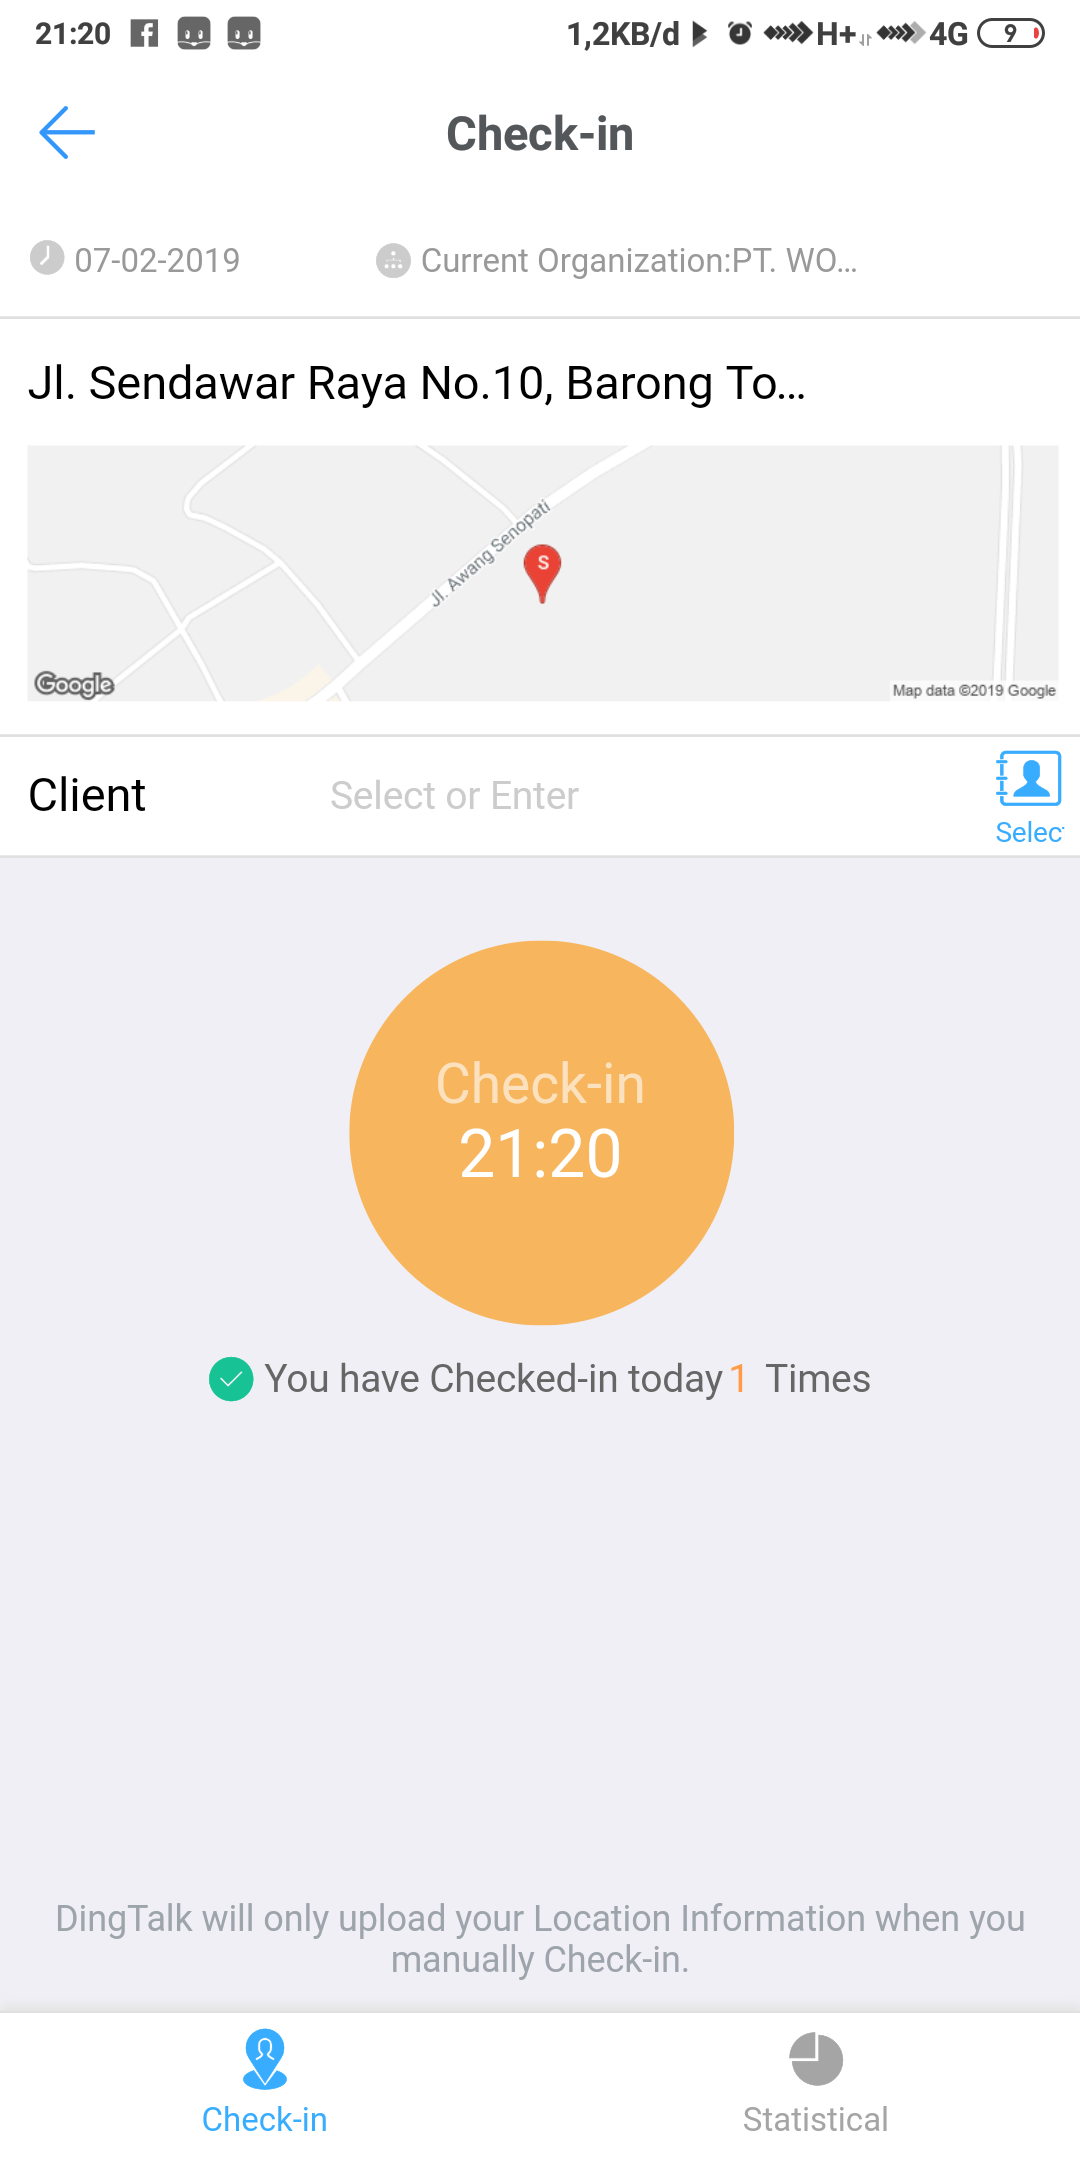 21:20 1,2KB/d H+ 4G 9
Check-in
07-02-2019 Current Organization:PT. WO...
Jl. Sendawar Raya No.10, Barong To...
Jl. Awang Senopati
S
Google Map data ©2019 Google
Client Select or Enter
Selec
Check-in
21:20
You have Checked-in today 1 Times
DingTalk will only upload your Location Information when you
manually Check-in.
Check-in Statistical